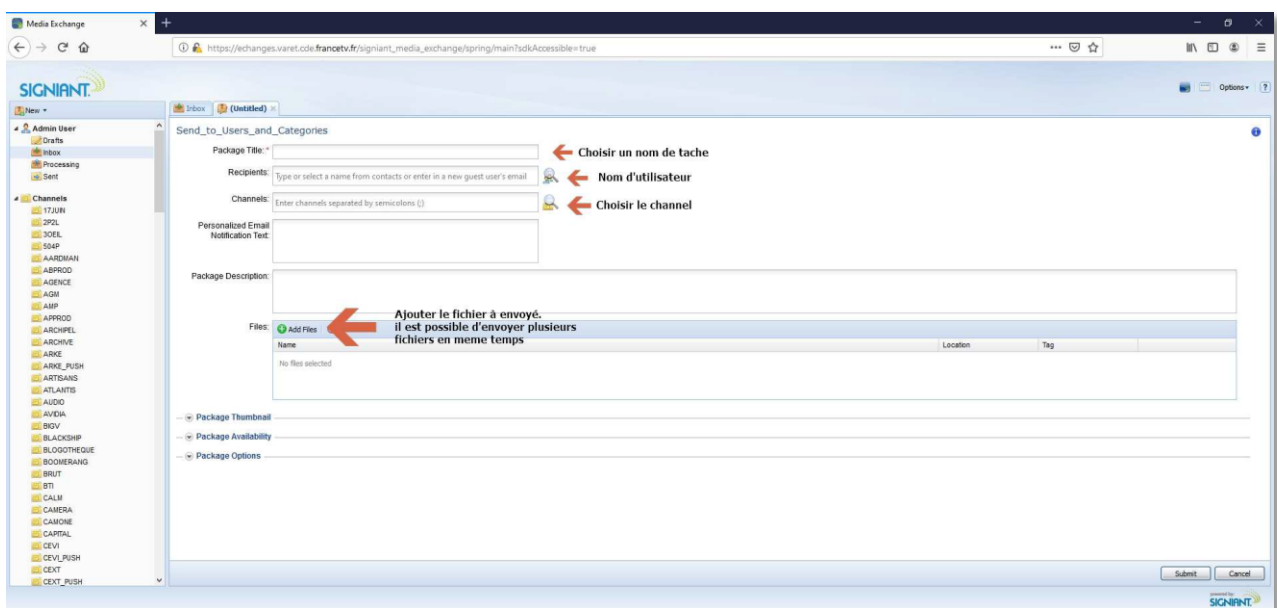 Media Exchange
https://echanges.varet.cde.francetv.fr/signiant_media_exchange/spring/main?sdkAccessible=true
SIGNIANT
Options
?
New
Inbox
(Untitled)
Admin User
Drafts
Inbox
Processing
Sent
Channels
17JUIN
2P2L
3OEIL
504P
AARDMAN
ABPROD
AGENCE
AGM
AMP
APPROD
ARCHIPEL
ARCHIVE
ARKE
ARKE_PUSH
ARTISANS
ATLANTIS
AUDIO
AVIDIA
BIGV
BLACKSHIP
BLOGOTHEQUE
BOOMERANG
BRUT
BTI
CALM
CAMERA
CAMONE
CAPITAL
CEVI
CEVI_PUSH
CEXT
CEXT_PUSH
Send_to_Users_and_Categories
Package Title:*
Choisir un nom de tache
Recipients:
Type or select a name from contacts or enter in a new guest user's email
Nom d'utilisateur
Channels:
Enter channels separated by semicolons (;)
Choisir le channel
Personalized Email
Notification Text:
Package Description:
Files:
Add Files
Ajouter le fichier à envoyé.
il est possible d'envoyer plusieurs
fichiers en meme temps
Name
Location
Tag
No files selected
Package Thumbnail
Package Availability
Package Options
Submit
Cancel
SIGNIANT